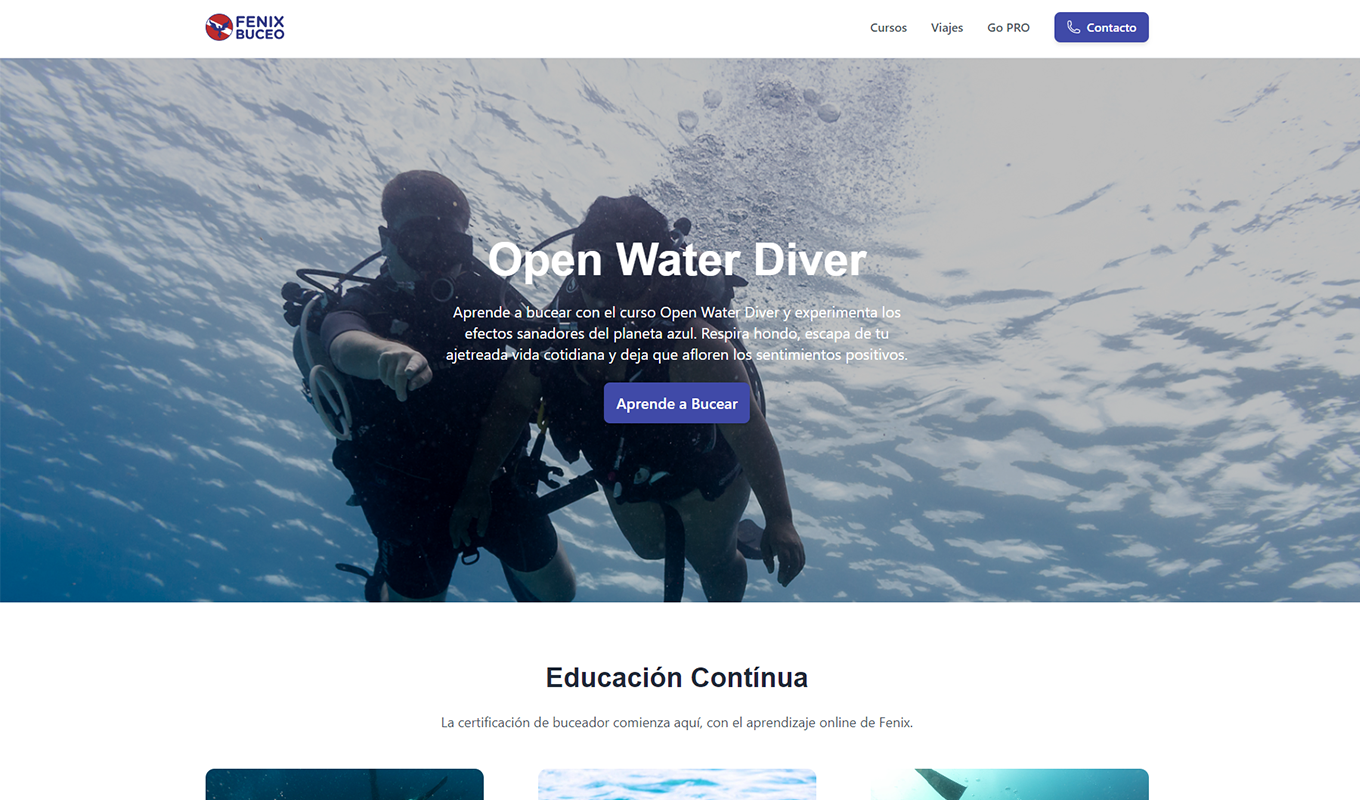 FENIX
BUCEO
Cursos Viajes Go PRO Contacto
Open Water Diver
Aprende a bucear con el curso Open Water Diver y experimenta los
efectos sanadores del planeta azul. Respira hondo, escapa de tu
ajetreada vida cotidiana y deja que afloren los sentimientos positivos.
Aprende a Bucear
Educación Contínua
La certificación de buceador comienza aquí, con el aprendizaje online de Fenix.